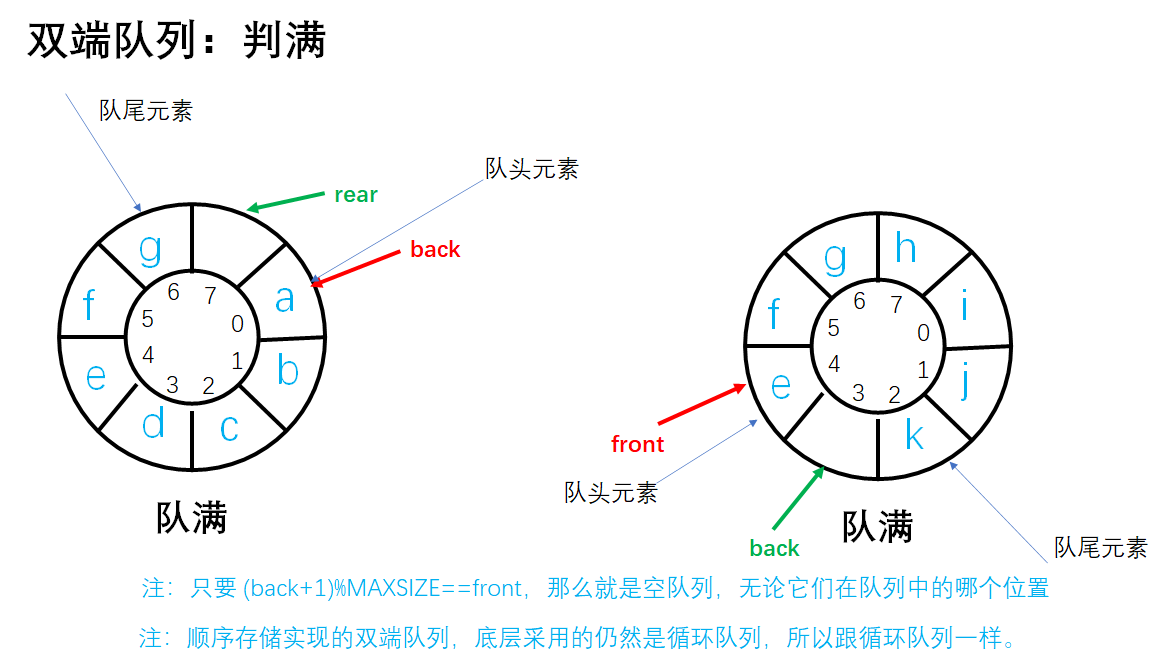 双端队列：判满
队尾元素
队头元素
rear
back
g
f
a
e
b
d
c
6
7
5
0
4
1
3
2
队满
g
h
f
i
e
j
k
6
7
5
0
4
1
3
2
front
队头元素
back
队满
队尾元素
注：只要 (back+1)%MAXSIZE==front，那么就是空队列，无论它们在队列中的哪个位置
注：顺序存储实现的双端队列，底层采用的仍然是循环队列，所以跟循环队列一样。